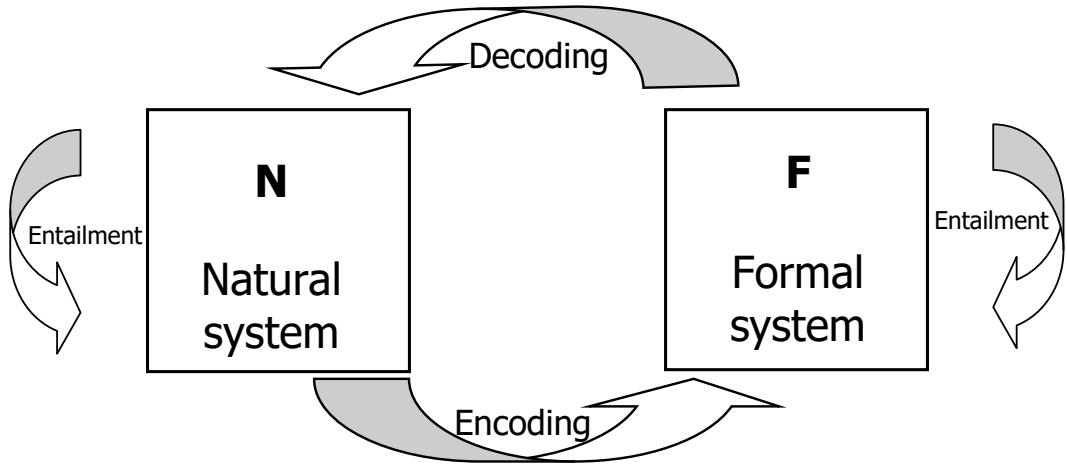 Decoding
N
Natural
system
Entailment
F
Formal
system
Entailment
Encoding